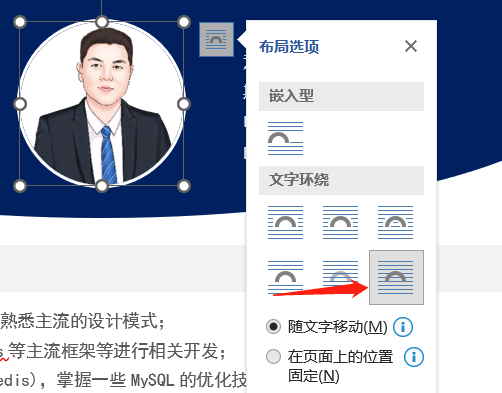 布局选项
嵌入型
文字环绕
随文字移动(M)
在页面上的位置
固定(N)
熟悉主流的设计模式；
等主流框架等进行相关开发；
edis)，掌握一些 MySQL 的优化技